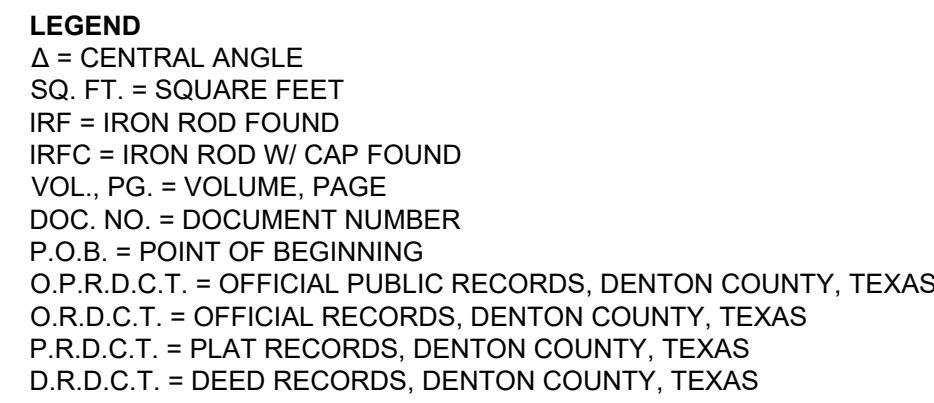 LEGEND
Δ = CENTRAL ANGLE
SQ. FT. = SQUARE FEET
IRF = IRON ROD FOUND
IRFC = IRON ROD W/ CAP FOUND
VOL., PG. = VOLUME, PAGE
DOC. NO. = DOCUMENT NUMBER
P.O.B. = POINT OF BEGINNING
O.P.R.D.C.T. = OFFICIAL PUBLIC RECORDS, DENTON COUNTY, TEXAS
O.R.D.C.T. = OFFICIAL RECORDS, DENTON COUNTY, TEXAS
P.R.D.C.T. = PLAT RECORDS, DENTON COUNTY, TEXAS
D.R.D.C.T. = DEED RECORDS, DENTON COUNTY, TEXAS